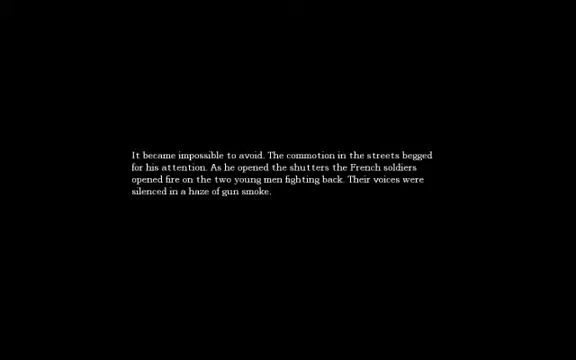 It became impossible to avoid. The commotion in the streets begged
for his attention. As he opened the shutters the French soldiers
opened fire on the two young men fighting back. Their voices were
silenced in a haze of gun smoke.